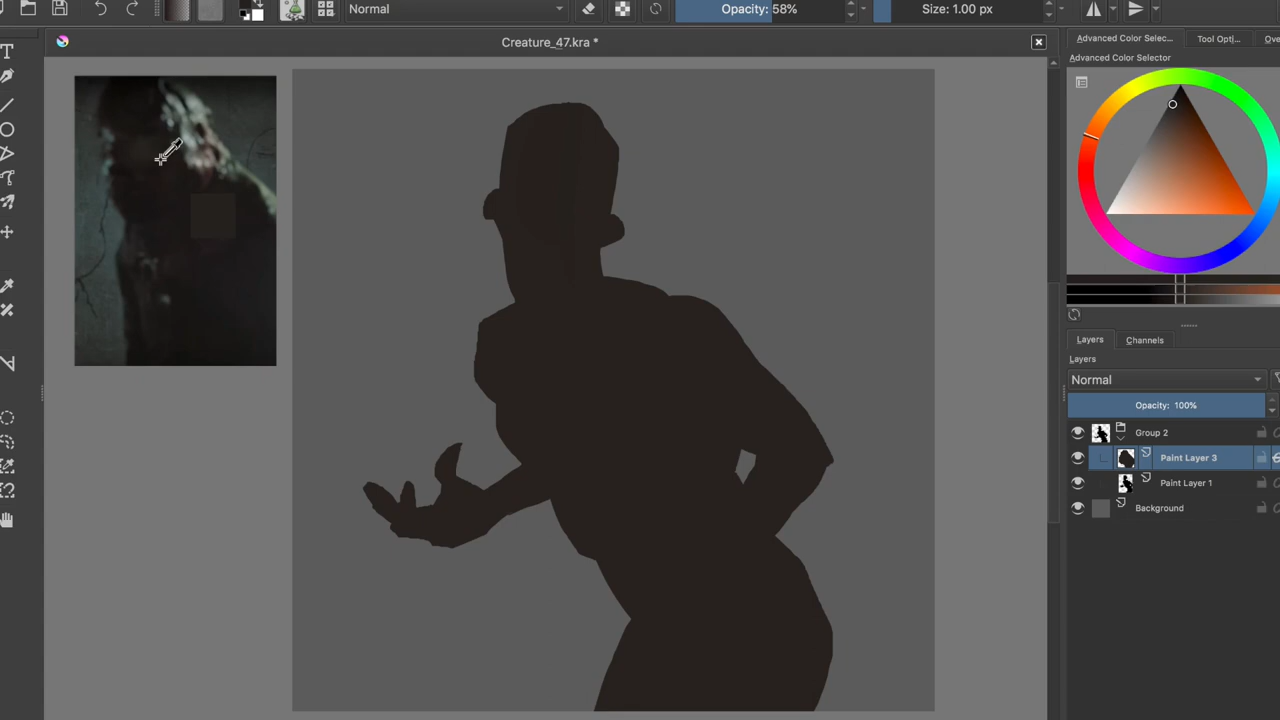 Normal
Opacity: 58%
Size: 1.00 px
Creature_47.kra *
Advanced Color Selec...
Tool Opti...
Ove
Advanced Color Selector
Layers
Channels
Layers
Normal
Opacity: 100%
Group 2
Paint Layer 3
Paint Layer 1
Background